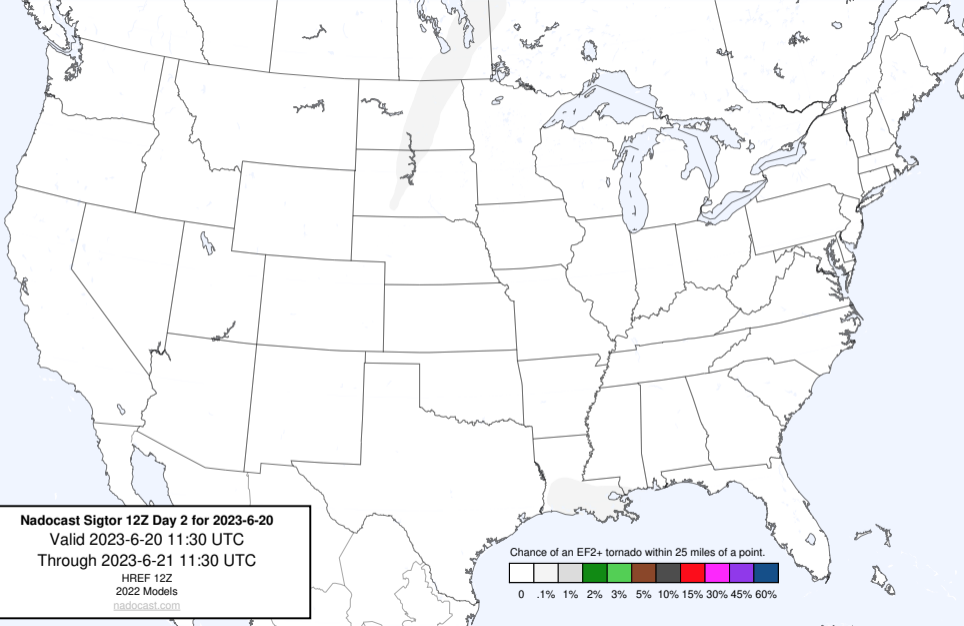 Nadocast Sigtor 12Z Day 2 for 2023-6-20
Valid 2023-6-20 11:30 UTC
Through 2023-6-21 11:30 UTC
HREF 12Z
2022 Models
nadocast.com
Chance of an EF2+ tornado within 25 miles of a point.
0 .1% 1% 2% 3% 5% 10% 15% 30% 45% 60%